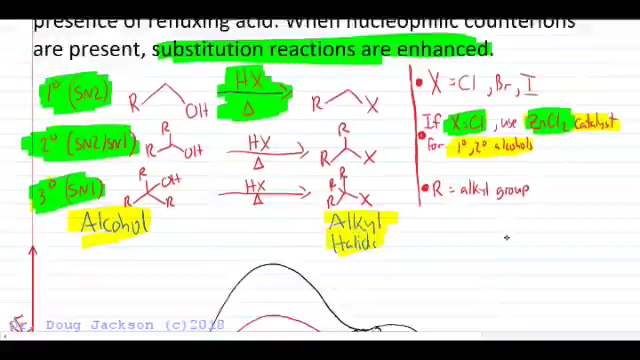 presence of refluxing acid. When nucleophilic counterions
are present, substitution reactions are enhanced.
1° (SN2) R OH HX Δ R X
2° (SN2/SN1) R R OH HX Δ R R X
3° (SN1) R OH R R HX Δ R R R X
Alcohol
Alkyl
Halide
• X = Cl, Br, I
If X=Cl, use ZnCl2 catalyst
• for 1°, 2° alcohols
• R = alkyl group
Dr. Doug Jackson (c)2018